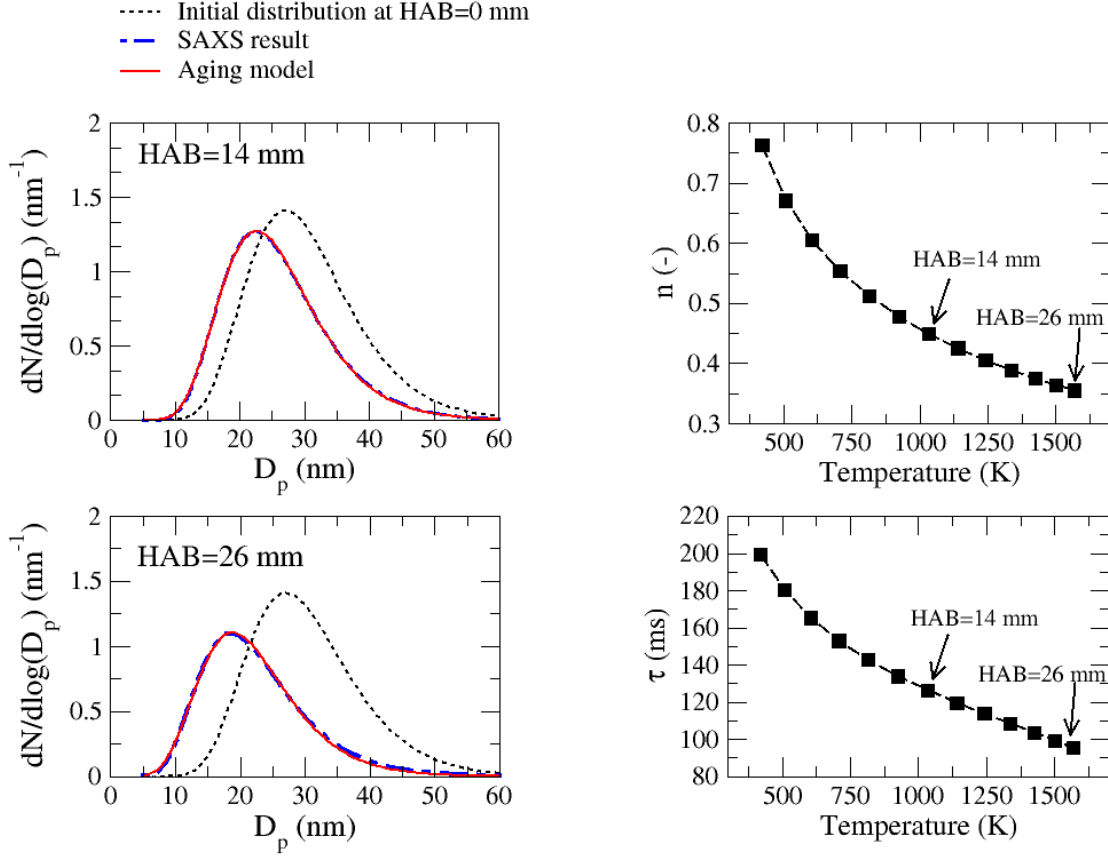 Initial distribution at HAB=0 mm
SAXS result
Aging model
2
1.5
1
0.5
0
dN/dlog(D_p) (nm^-1)
HAB=14 mm
0 10 20 30 40 50 60
D_p (nm)
0.8
0.7
0.6
0.5
0.4
0.3
n (-)
HAB=14 mm
HAB=26 mm
500 750 1000 1250 1500
Temperature (K)
2
1.5
1
0.5
0
dN/dlog(D_p) (nm^-1)
HAB=26 mm
0 10 20 30 40 50 60
D_p (nm)
220
200
180
160
140
120
100
80
τ (ms)
HAB=14 mm
HAB=26 mm
500 750 1000 1250 1500
Temperature (K)